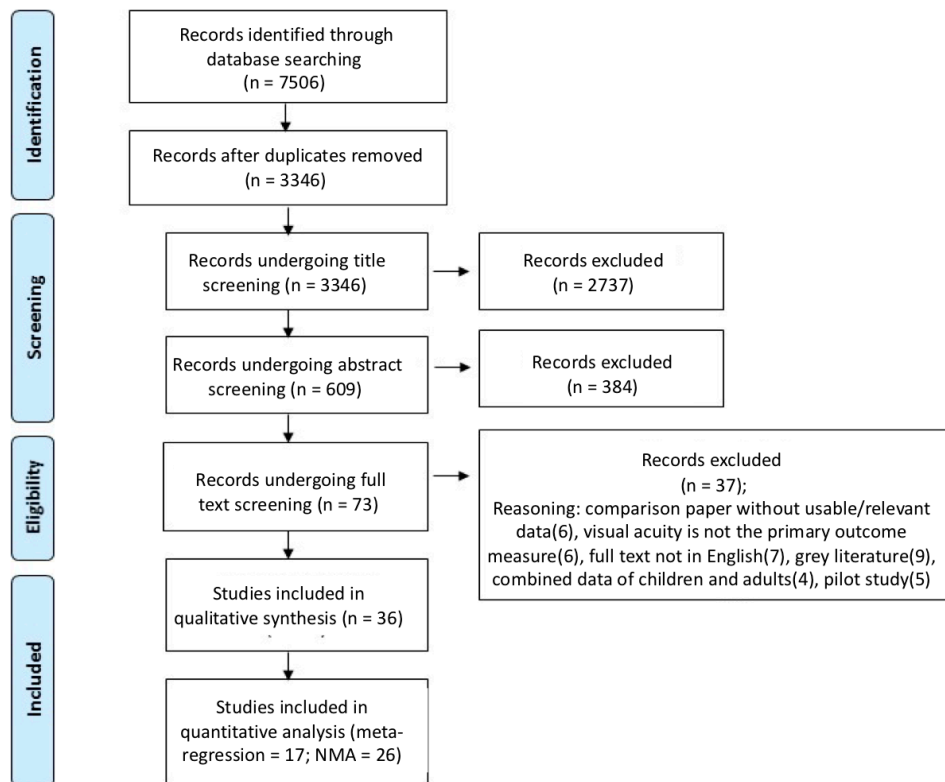 Identification
Records identified through
database searching
(n = 7506)
Records after duplicates removed
(n = 3346)
Screening
Records undergoing title
screening (n = 3346)
Records excluded
(n = 2737)
Records undergoing abstract
screening (n = 609)
Records excluded
(n = 384)
Eligibility
Records undergoing full
text screening (n = 73)
Records excluded
(n = 37);
Reasoning: comparison paper without usable/relevant
data(6), visual acuity is not the primary outcome
measure(6), full text not in English(7), grey literature(9),
combined data of children and adults(4), pilot study(5)
Included
Studies included in
qualitative synthesis (n = 36)
Studies included in
quantitative analysis (meta-
regression = 17; NMA = 26)